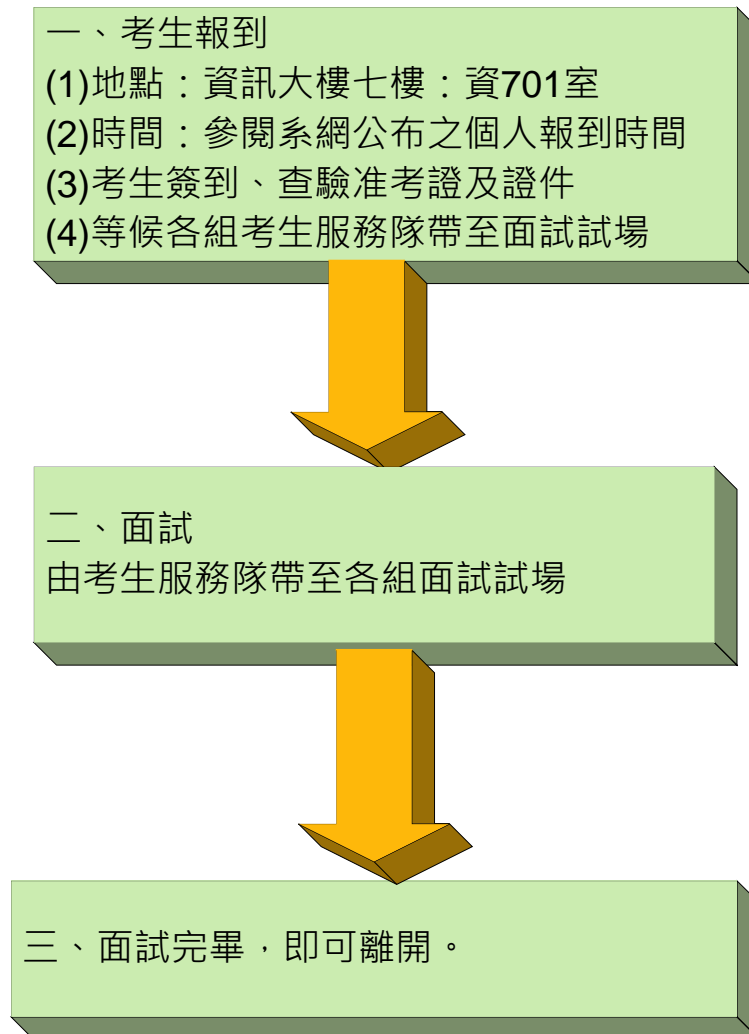 一、考生報到
(1)地點：資訊大樓七樓：資701室
(2)時間：參閱系網公布之個人報到時間
(3)考生簽到、查驗准考證及證件
(4)等候各組考生服務隊帶至面試試場
二、面試
由考生服務隊帶至各組面試試場
三、面試完畢，即可離開。